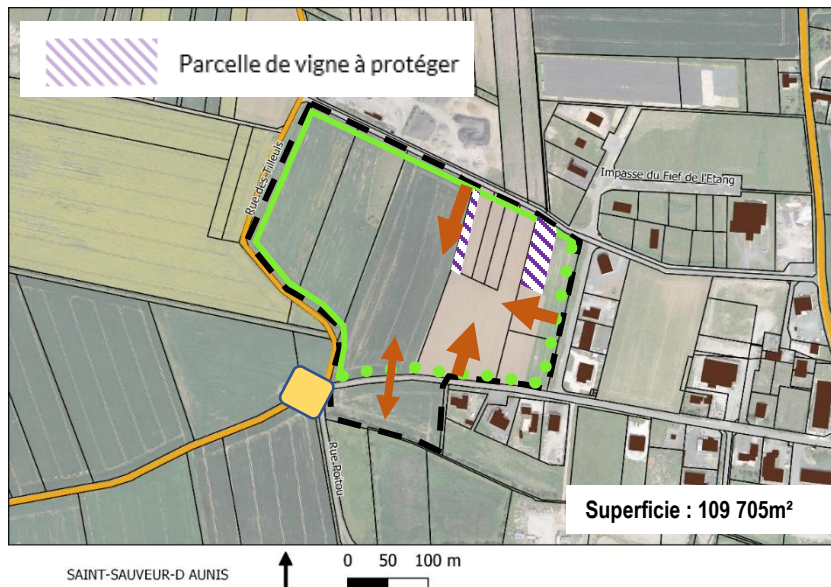 Parcelle de vigne à protéger
Rue des Tilleuls
Impasse du Fief de l'Etang
Rue Poitou
Superficie : 109 705m²
SAINT-SAUVEUR-D AUNIS
0 50 100 m